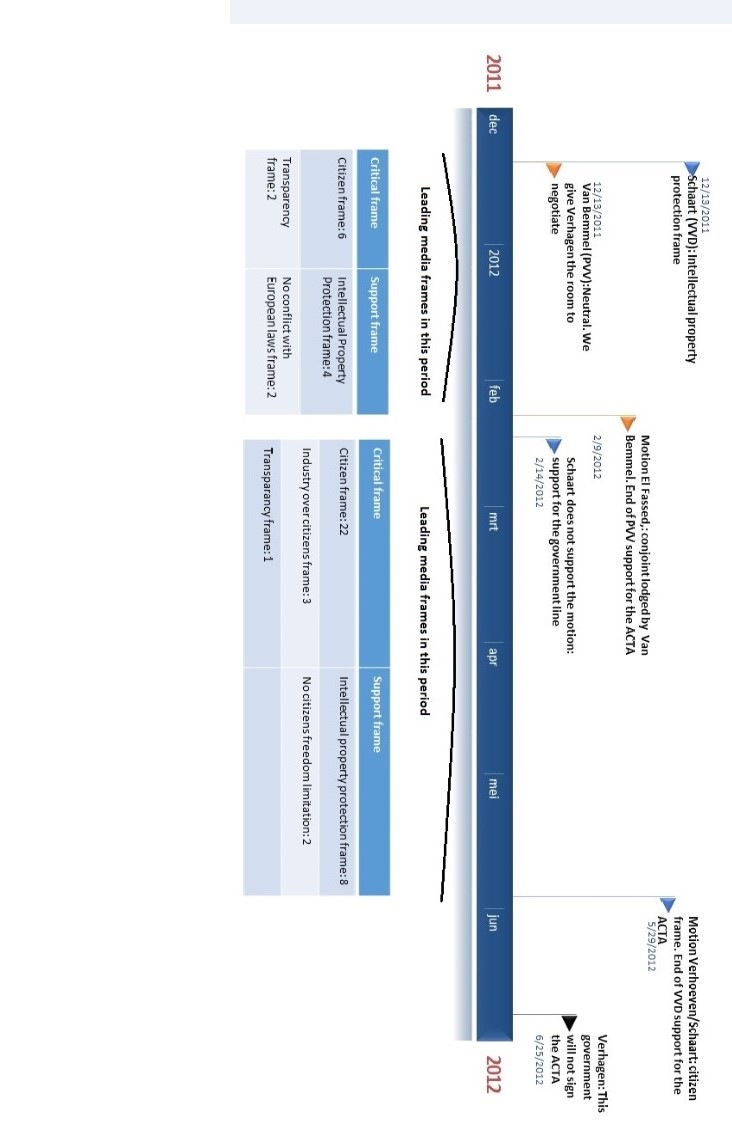 12/13/2011
Schaart (VVD): Intellectual property
protection frame
12/13/2011
Van Bemmel (PVV):Neutral. We
give Verhagen the room to
negotiate
Motion El Fassed,: conjoint lodged by Van
Bemmel. End of PVV support for the ACTA
2/9/2012
Schaart does not support the motion:
support for the government line
2/14/2012
Motion Verhoeven/Schaart: citizen
frame. End of VVD support for the
ACTA
5/29/2012
Verhagen: This
government
will not sign
the ACTA
6/25/2012
2011
dec
2012
feb
mrt
apr
mei
jun
2012
Leading media frames in this period
Critical frame
Support frame
Citizen frame: 6
Intellectual Property
Protection frame: 4
Transparency
frame: 2
No conflict with
European laws frame: 2
Leading media frames in this period
Critical frame
Support frame
Citizen frame: 22
Intellectual property protection frame: 8
Industry over citizens frame: 3
No citizens freedom limitation: 2
Transparancy frame: 1